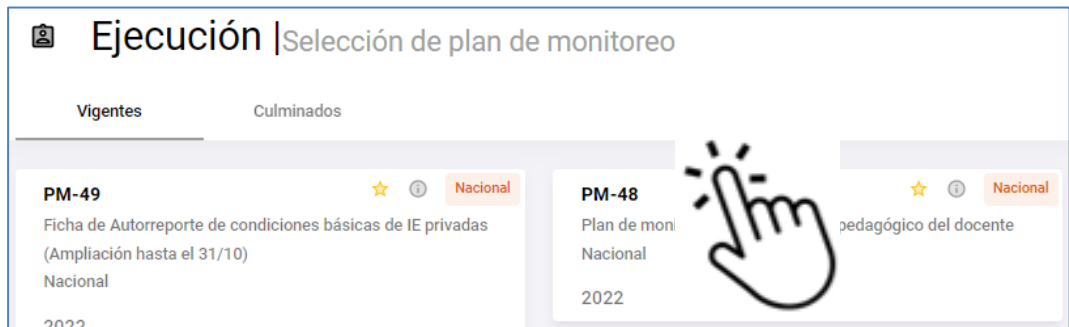 Ejecución |Selección de plan de monitoreo
Vigentes
Culminados
PM-49
Nacional
Ficha de Autorreporte de condiciones básicas de IE privadas
(Ampliación hasta el 31/10)
Nacional
2022
PM-48
Nacional
Plan de moni pedagógico del docente
Nacional
2022